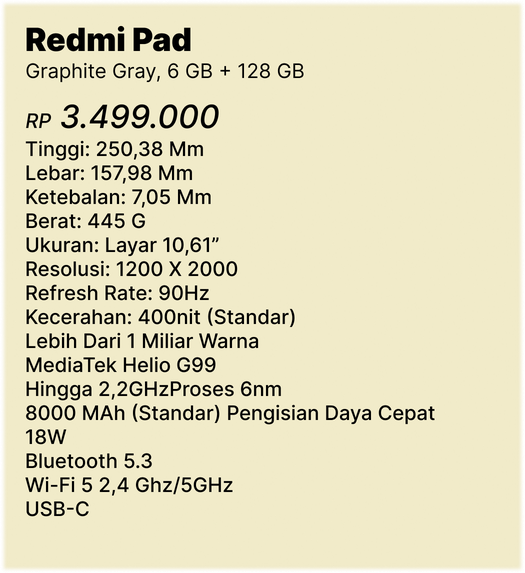 Redmi Pad
Graphite Gray, 6 GB + 128 GB
RP 3.499.000
Tinggi: 250,38 Mm
Lebar: 157,98 Mm
Ketebalan: 7,05 Mm
Berat: 445 G
Ukuran: Layar 10,61”
Resolusi: 1200 X 2000
Refresh Rate: 90Hz
Kecerahan: 400nit (Standar)
Lebih Dari 1 Miliar Warna
MediaTek Helio G99
Hingga 2,2GHzProses 6nm
8000 MAh (Standar) Pengisian Daya Cepat
18W
Bluetooth 5.3
Wi-Fi 5 2,4 Ghz/5GHz
USB-C